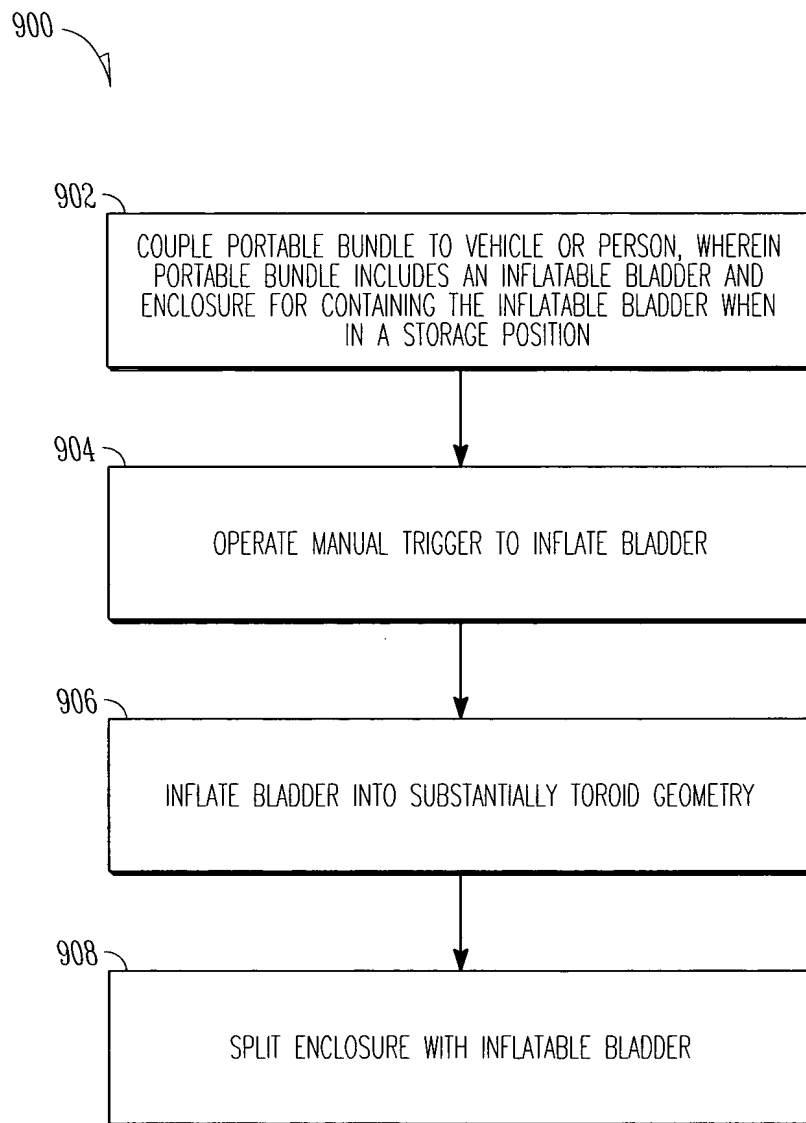 900
902
COUPLE PORTABLE BUNDLE TO VEHICLE OR PERSON, WHEREIN
PORTABLE BUNDLE INCLUDES AN INFLATABLE BLADDER AND
ENCLOSURE FOR CONTAINING THE INFLATABLE BLADDER WHEN
IN A STORAGE POSITION
904
OPERATE MANUAL TRIGGER TO INFLATE BLADDER
906
INFLATE BLADDER INTO SUBSTANTIALLY TOROID GEOMETRY
908
SPLIT ENCLOSURE WITH INFLATABLE BLADDER